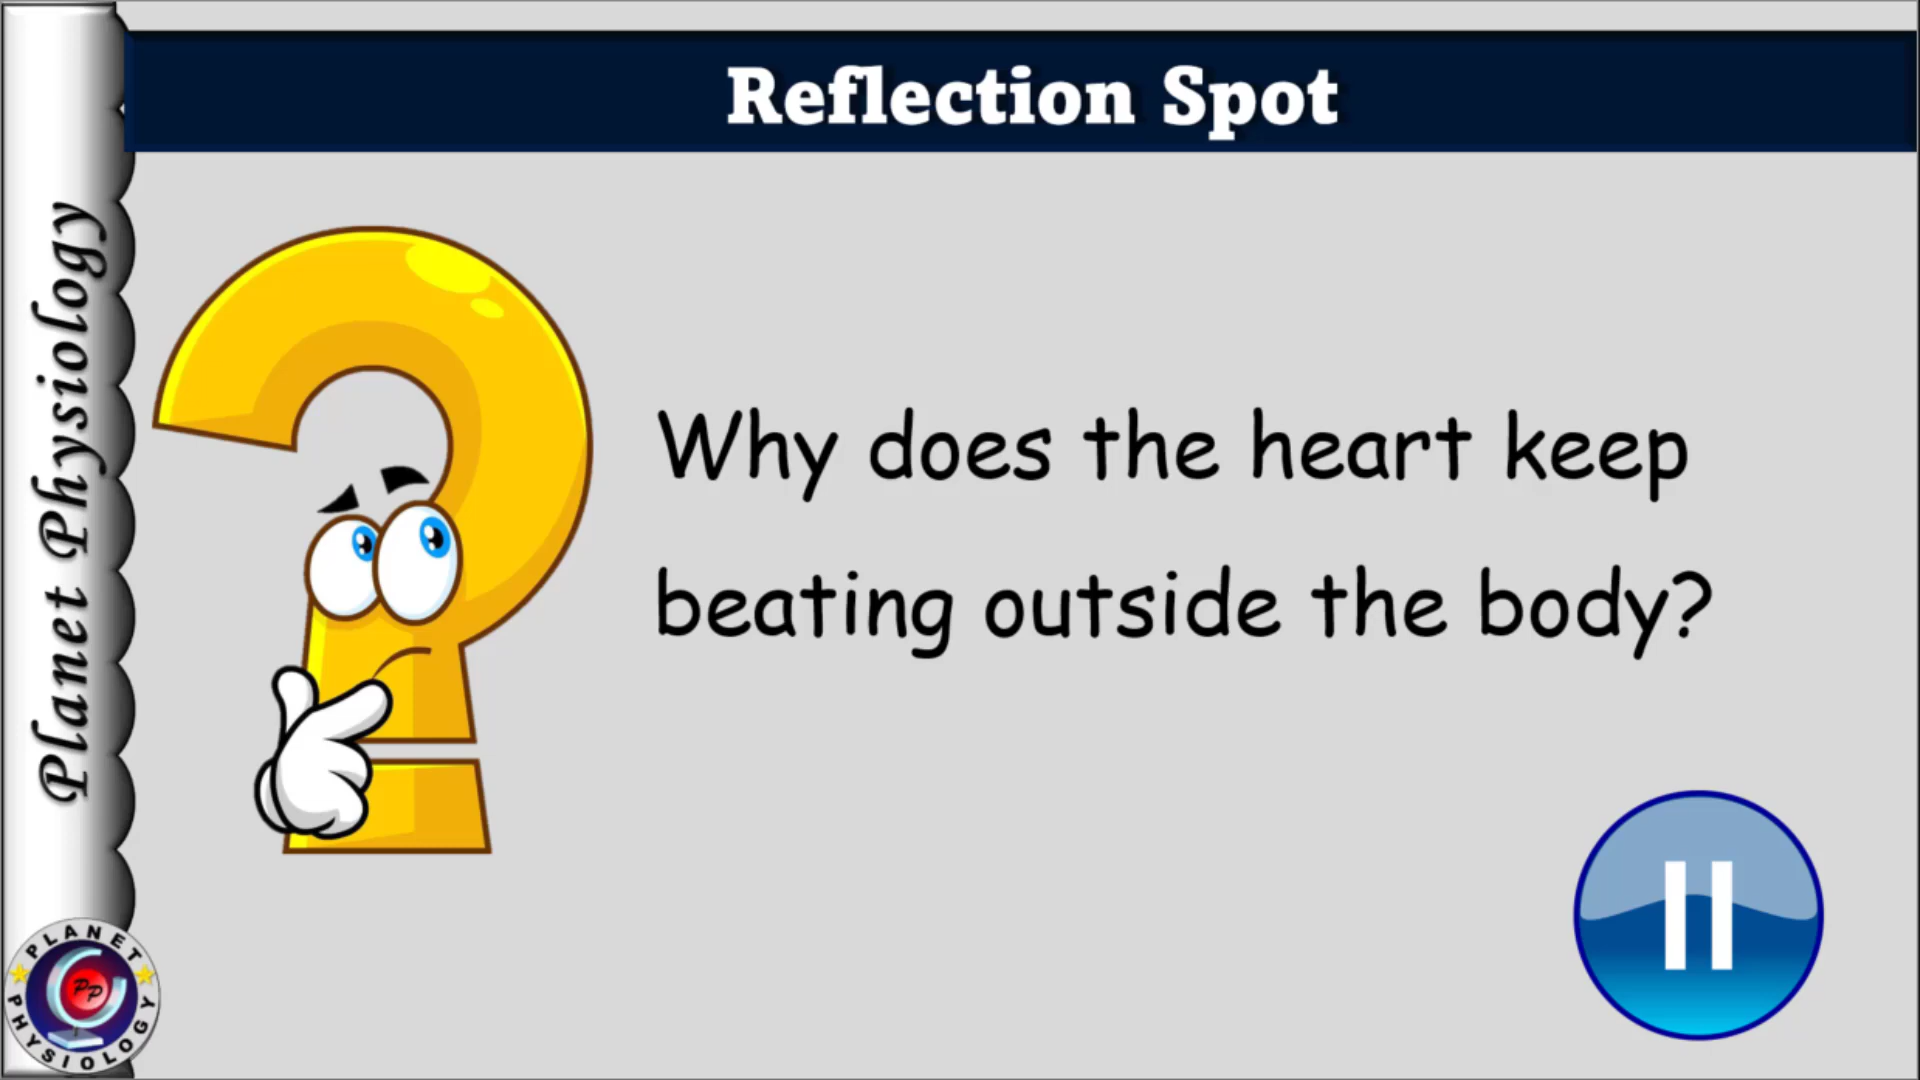 Reflection Spot
Planet Physiology
Why does the heart keep
beating outside the body?
PLANET
PP
PHYSIOLOGY